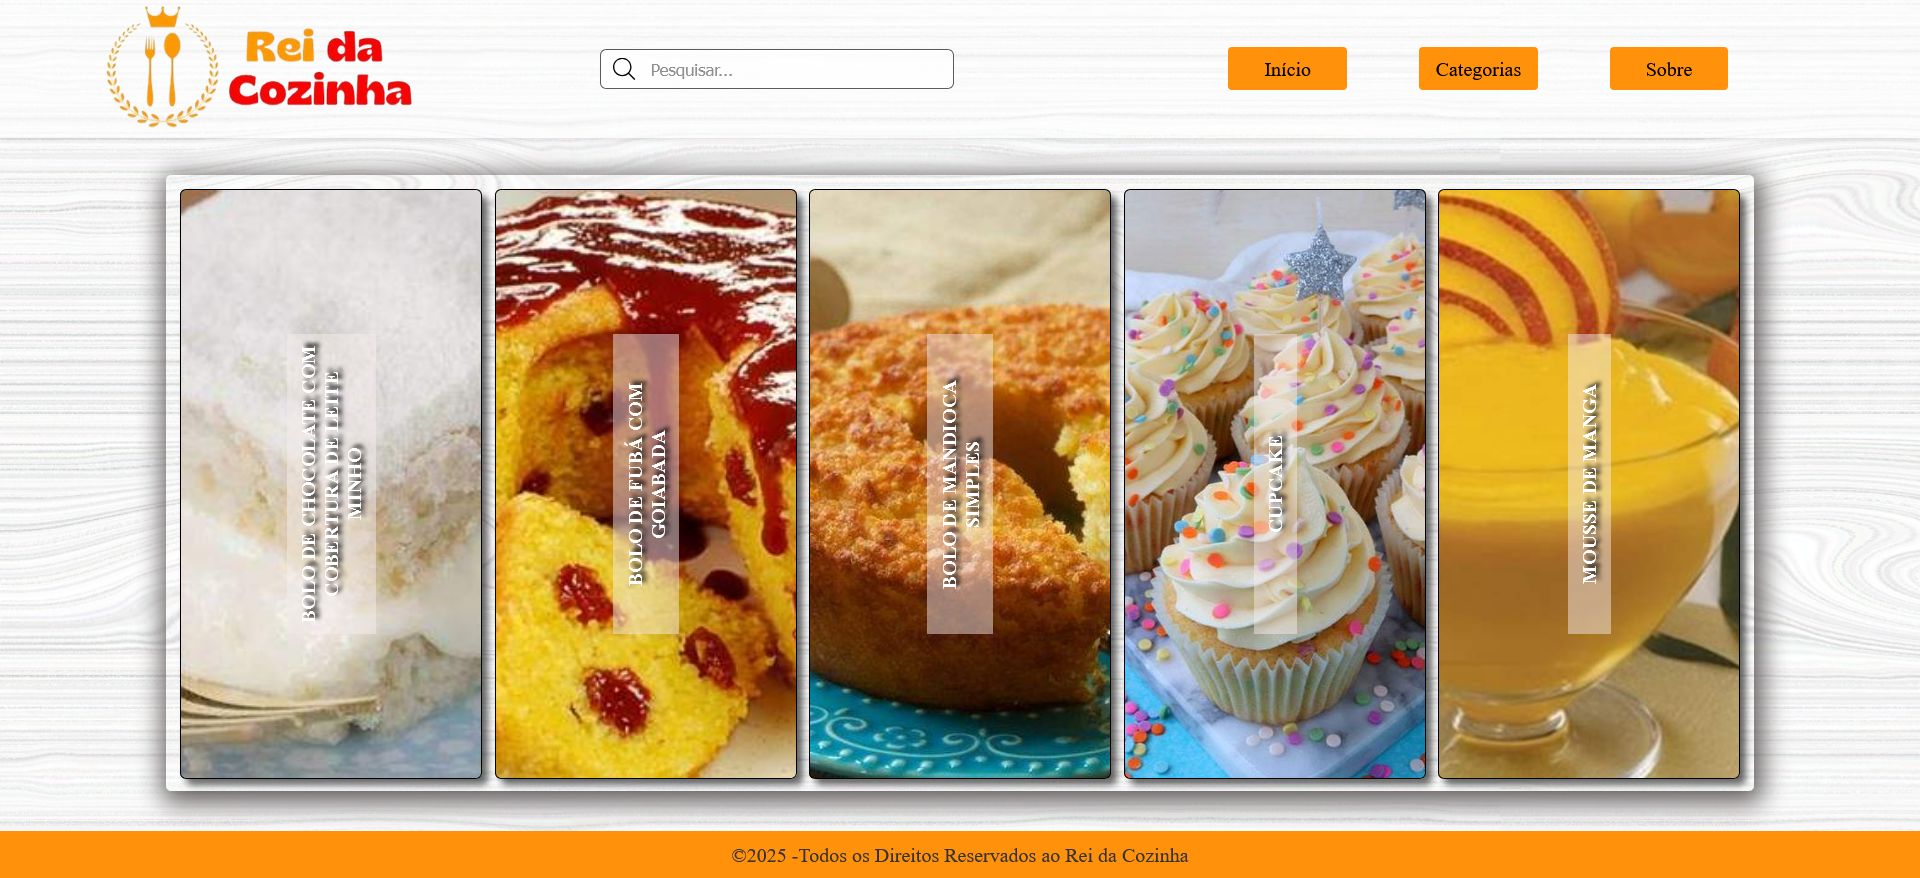 Rei da
Cozinha
Pesquisar...
Início
Categorias
Sobre
BOLO DE CHOCOLATE COM
COBERTURA DE LEITE
MINHO
BOLO DE FUBÁ COM
GOIABADA
BOLO DE MANDIOCA
SIMPLES
CUPCAKE
MOUSSE DE MANGA
©2025 -Todos os Direitos Reservados ao Rei da Cozinha